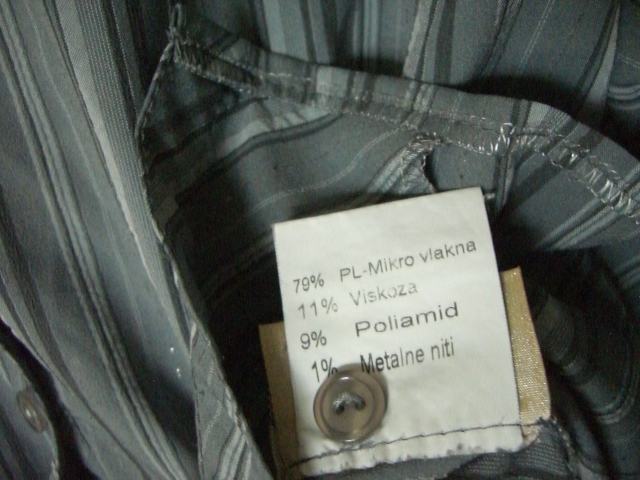 79% PL-Mikro vlakna
11% Viskoza
9% Poliamid
1% Metalne niti